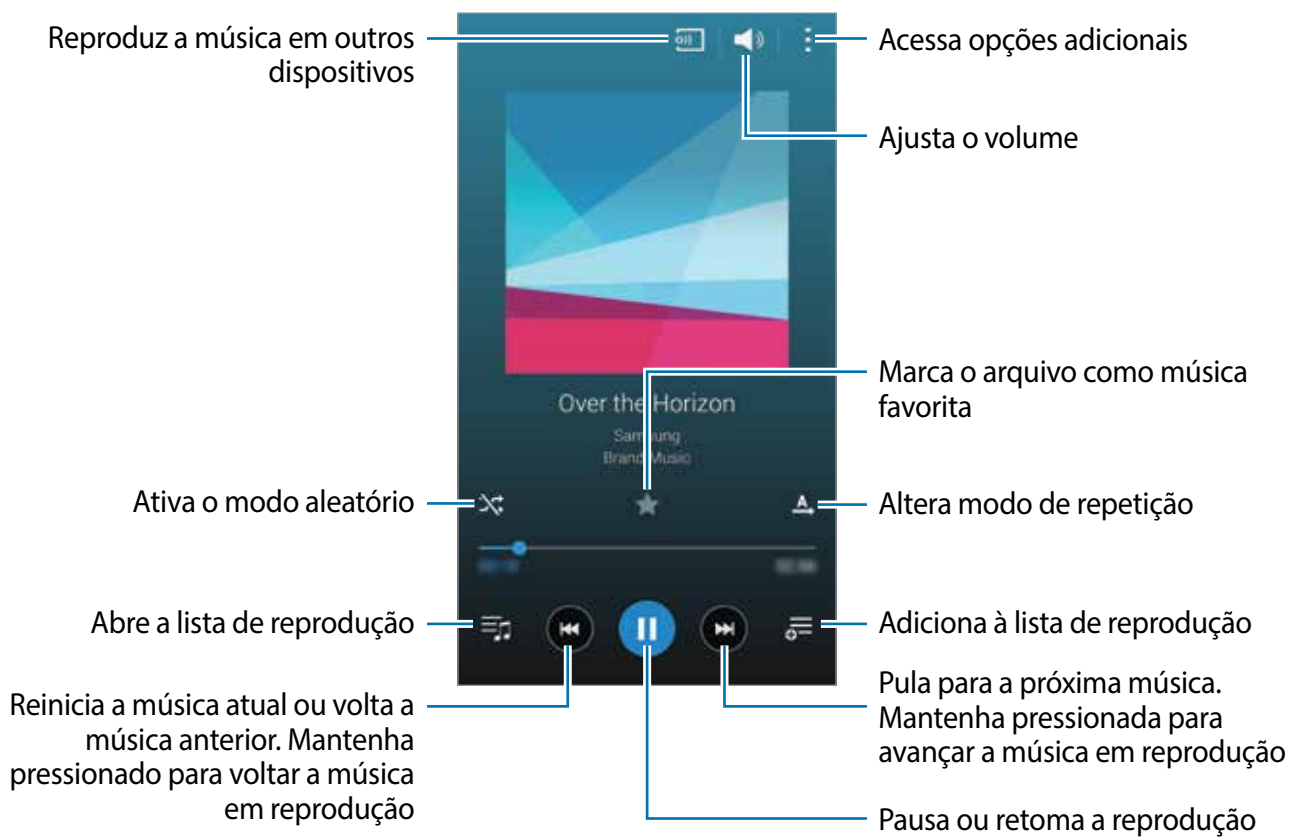 Reproduz a música em outros
dispositivos
Acessa opções adicionais
Ajusta o volume
Marca o arquivo como música
favorita
Over the Horizon
Samsung
Brand Music
Ativa o modo aleatório
A
Altera modo de repetição
Abre a lista de reprodução
Adiciona à lista de reprodução
Reinicia a música atual ou volta a
música anterior. Mantenha
pressionado para voltar a música
em reprodução
Pula para a próxima música.
Mantenha pressionada para
avançar a música em reprodução
Pausa ou retoma a reprodução